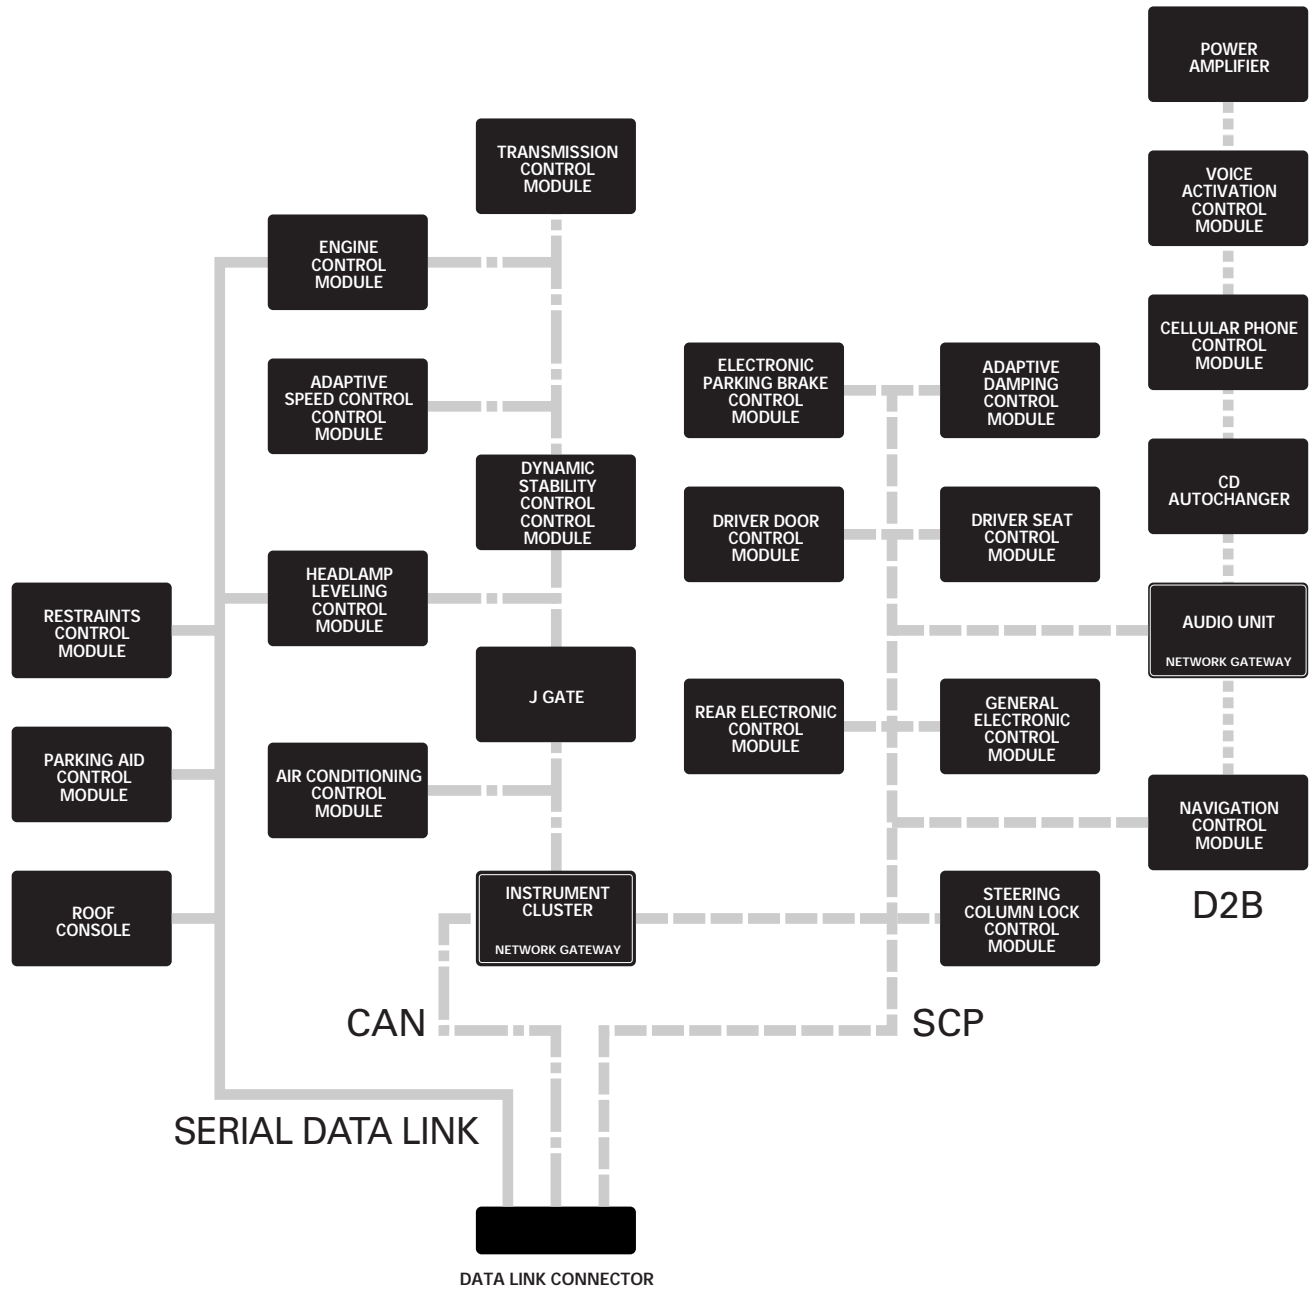 POWER
AMPLIFIER
TRANSMISSION
CONTROL
MODULE
VOICE
ACTIVATION
CONTROL
MODULE
ENGINE
CONTROL
MODULE
CELLULAR PHONE
CONTROL
MODULE
ADAPTIVE
SPEED CONTROL
CONTROL
MODULE
ELECTRONIC
PARKING BRAKE
CONTROL
MODULE
ADAPTIVE
DAMPING
CONTROL
MODULE
DYNAMIC
STABILITY
CONTROL
CONTROL
MODULE
CD
AUTOCHANGER
DRIVER DOOR
CONTROL
MODULE
DRIVER SEAT
CONTROL
MODULE
HEADLAMP
LEVELING
CONTROL
MODULE
RESTRAINTS
CONTROL
MODULE
AUDIO UNIT
NETWORK GATEWAY
J GATE
REAR ELECTRONIC
CONTROL
MODULE
GENERAL
ELECTRONIC
CONTROL
MODULE
PARKING AID
CONTROL
MODULE
AIR CONDITIONING
CONTROL
MODULE
NAVIGATION
CONTROL
MODULE
ROOF
CONSOLE
INSTRUMENT
CLUSTER
NETWORK GATEWAY
STEERING
COLUMN LOCK
CONTROL
MODULE
D2B
CAN
SCP
SERIAL DATA LINK
DATA LINK CONNECTOR